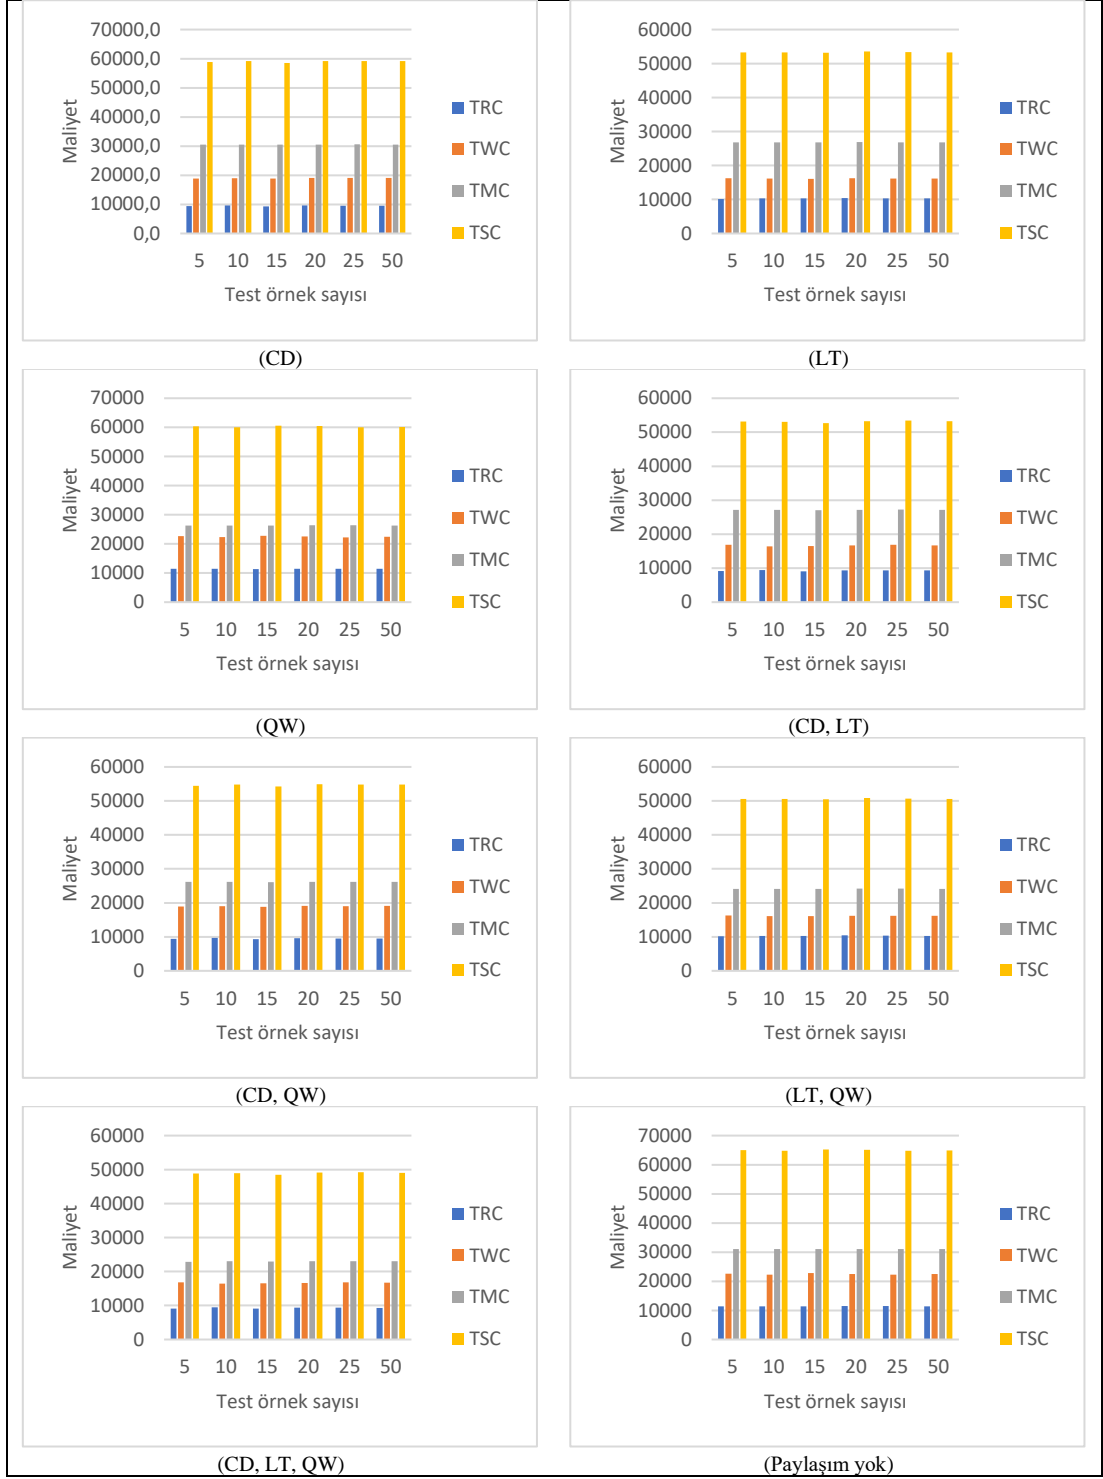 70000,0
60000,0
50000,0
40000,0
30000,0
20000,0
10000,0
0,0
Maliyet
5 10 15 20 25 50
Test örnek sayısı
TRC
TWC
TMC
TSC
(CD)
60000
50000
40000
30000
20000
10000
0
Maliyet
5 10 15 20 25 50
Test örnek sayısı
TRC
TWC
TMC
TSC
(LT)
70000
60000
50000
40000
30000
20000
10000
0
Maliyet
5 10 15 20 25 50
Test örnek sayısı
TRC
TWC
TMC
TSC
(QW)
60000
50000
40000
30000
20000
10000
0
Maliyet
5 10 15 20 25 50
Test örnek sayısı
TRC
TWC
TMC
TSC
(CD, LT)
60000
50000
40000
30000
20000
10000
0
Maliyet
5 10 15 20 25 50
Test örnek sayısı
TRC
TWC
TMC
TSC
(CD, QW)
60000
50000
40000
30000
20000
10000
0
Maliyet
5 10 15 20 25 50
Test örnek sayısı
TRC
TWC
TMC
TSC
(LT, QW)
60000
50000
40000
30000
20000
10000
0
Maliyet
5 10 15 20 25 50
Test örnek sayısı
TRC
TWC
TMC
TSC
(CD, LT, QW)
70000
60000
50000
40000
30000
20000
10000
0
Maliyet
5 10 15 20 25 50
Test örnek sayısı
TRC
TWC
TMC
TSC
(Paylaşım yok)